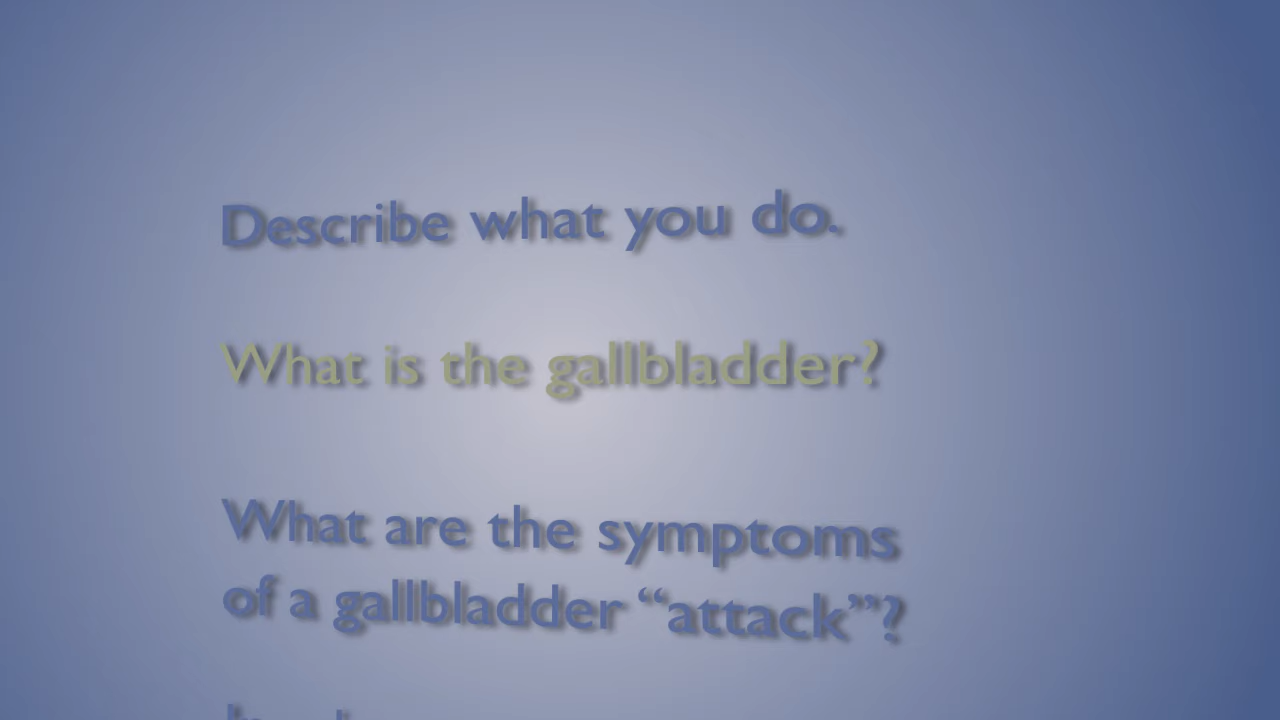 Describe what you do.
What is the gallbladder?
What are the symptoms
of a gallbladder “attack”?